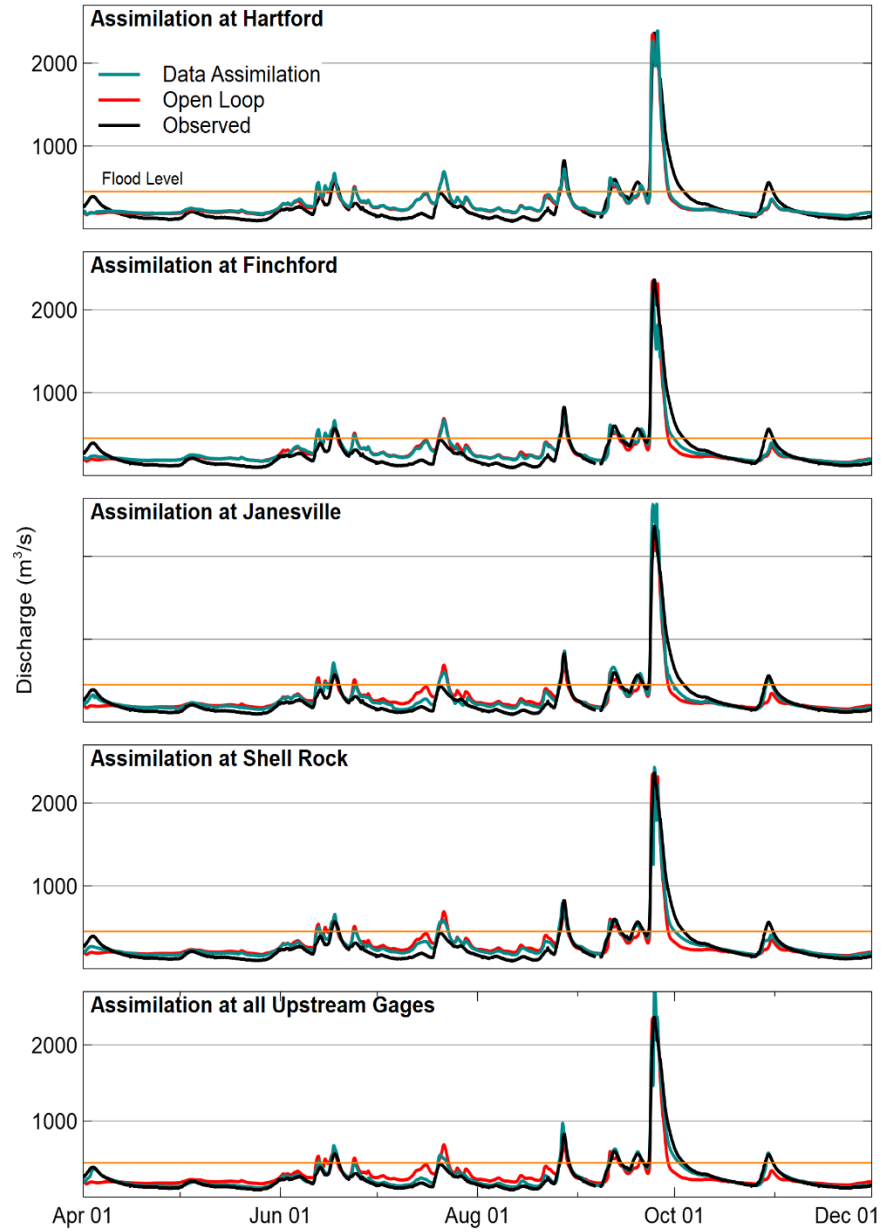 Assimilation at Hartford
2000
Data Assimilation
Open Loop
Observed
1000
Flood Level
Assimilation at Finchford
2000
1000
Assimilation at Janesville
Discharge (m³/s)
Assimilation at Shell Rock
2000
1000
Assimilation at all Upstream Gages
2000
1000
Apr 01 Jun 01 Aug 01 Oct 01 Dec 01